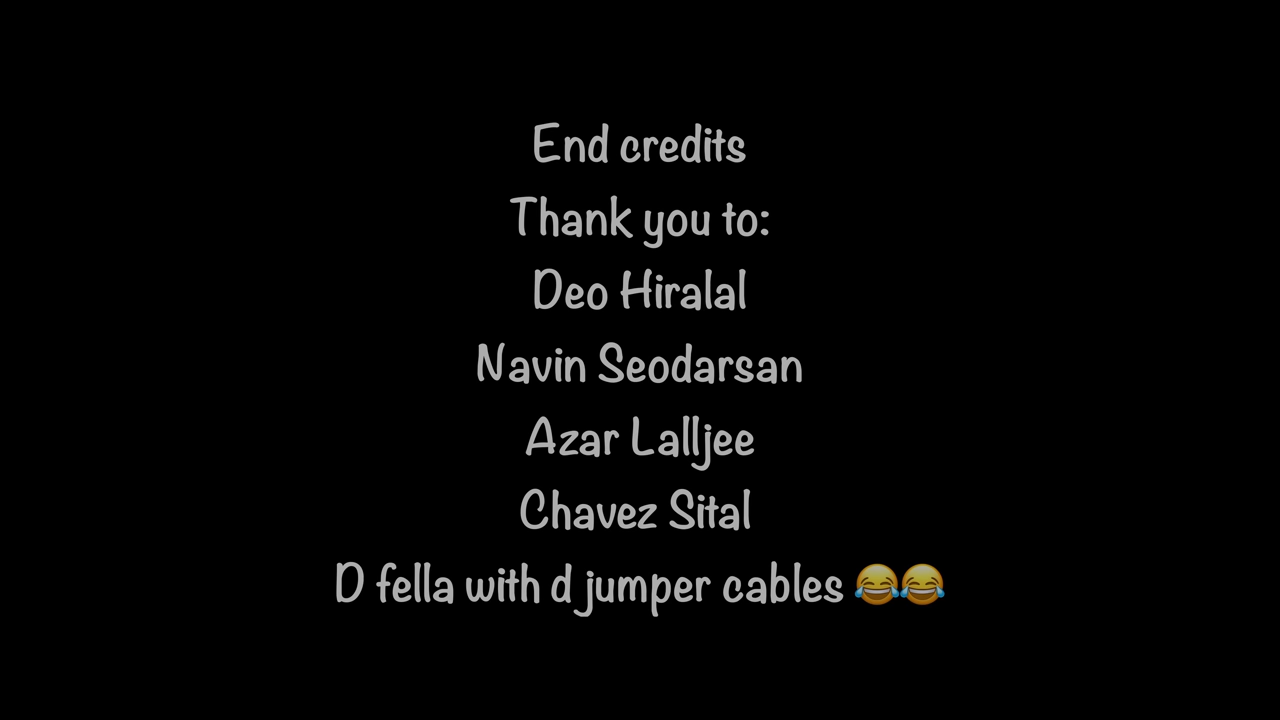 End credits
Thank you to:
Deo Hiralal
Navin Seodarsan
Azar Lalljee
Chavez Sital
D fella with d jumper cables 😂😂